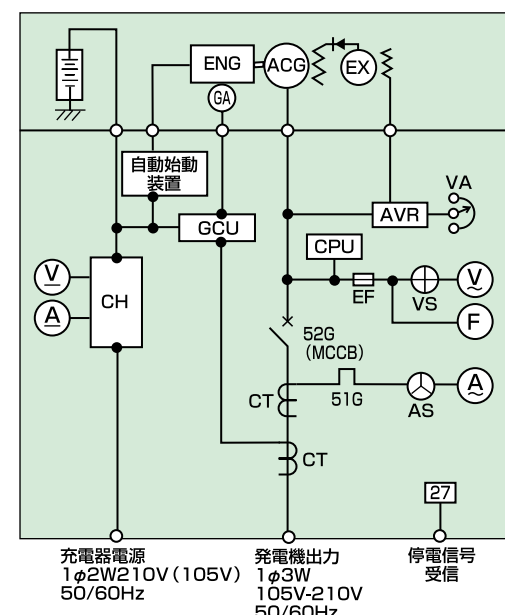 ENG
ACG
EX
GA
自動始動
装置
VA
GCU
AVR
CPU
V
CH
EF
VS
V
A
F
52G
(MCCB)
CT
51G
AS
A
CT
27
充電器電源
1φ2W210V(105V)
50/60Hz
発電機出力
1φ3W
105V-210V
50/60Hz
停電信号
受信